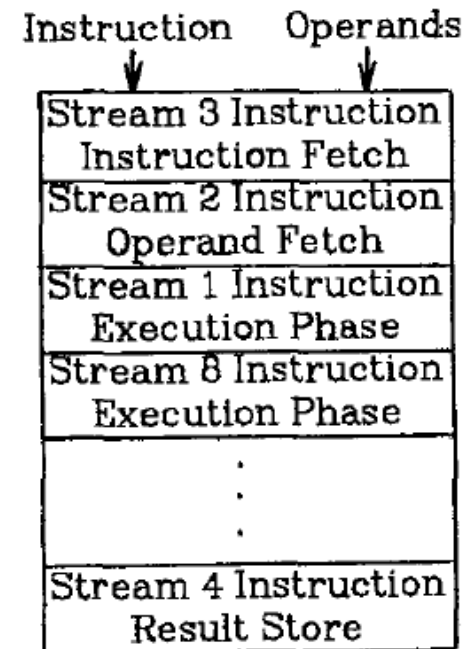 Instruction Operands
Stream 3 Instruction
Instruction Fetch
Stream 2 Instruction
Operand Fetch
Stream 1 Instruction
Execution Phase
Stream 8 Instruction
Execution Phase
.
.
.
Stream 4 Instruction
Result Store